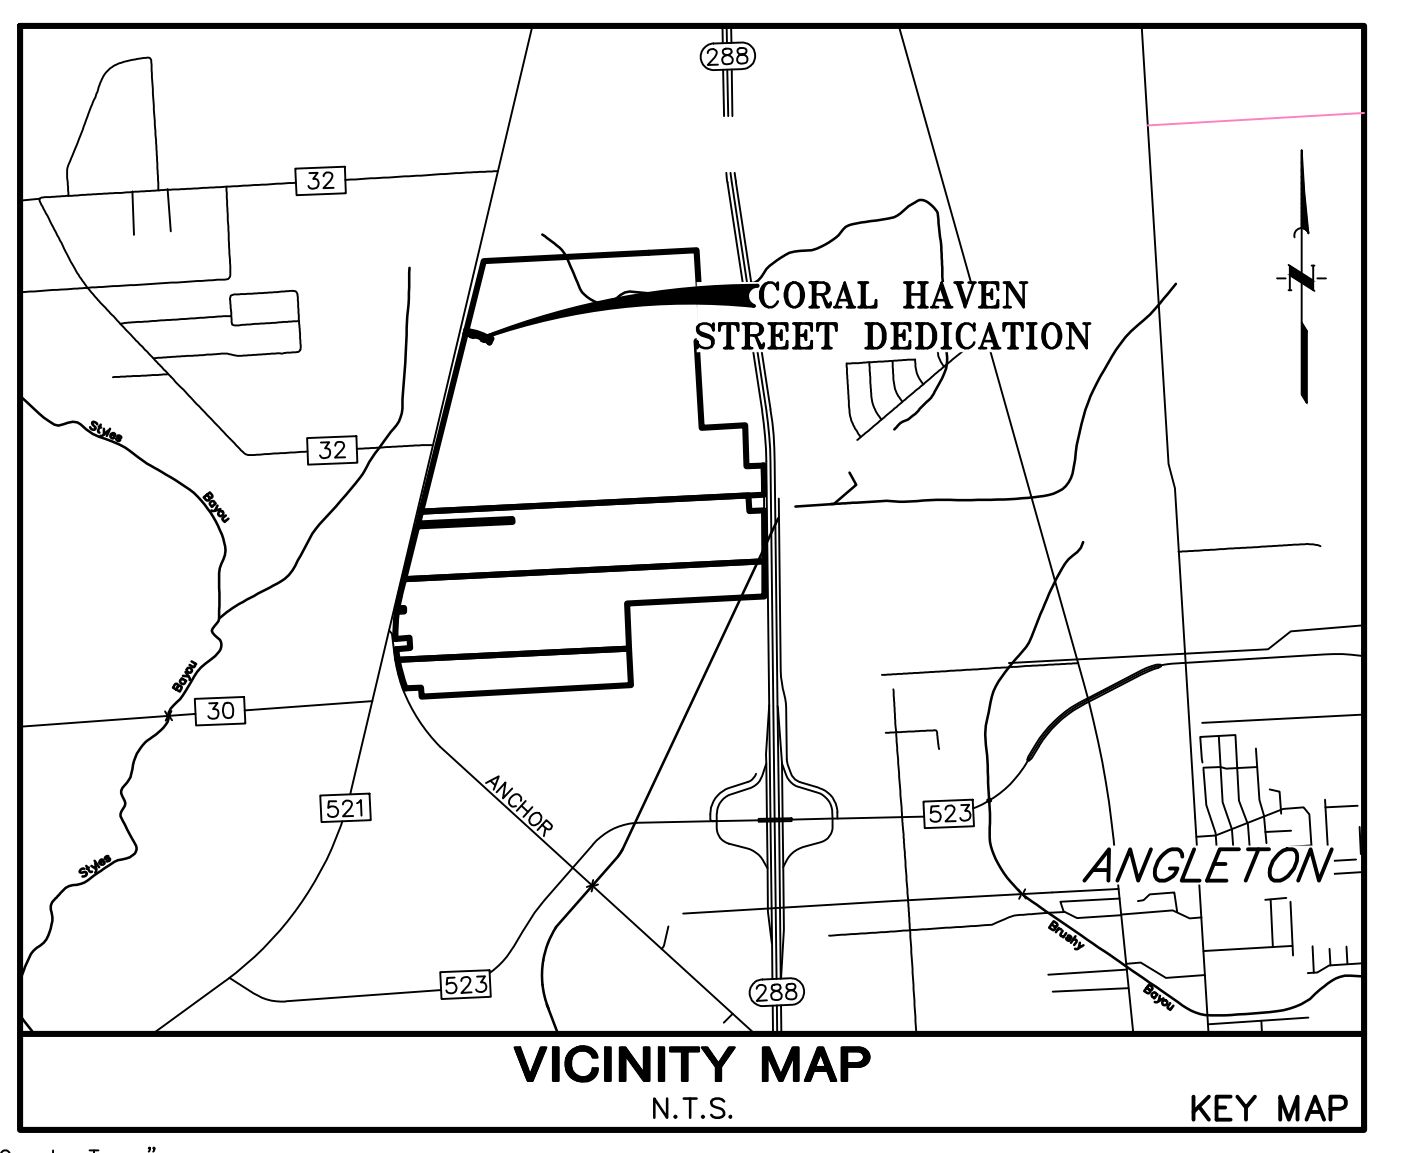 288
32
CORAL HAVEN
STREET DEDICATION
Styles
32
Bayou
N
Bayou
30
521
ANCHOR
523
Styles
ANGLETON
Brushy
523
288
Bayou
VICINITY MAP
N.T.S.
KEY MAP